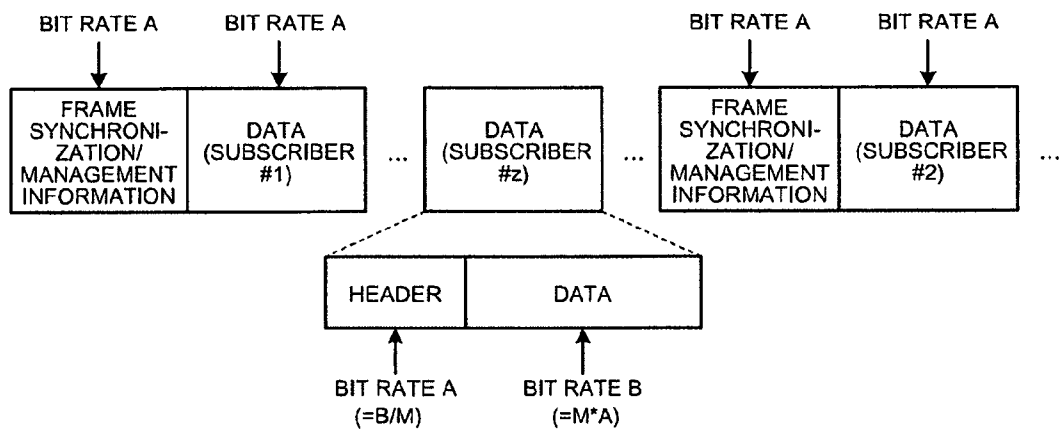 BIT RATE A
BIT RATE A
BIT RATE A
BIT RATE A
FRAME
SYNCHRONI-
ZATION/
MANAGEMENT
INFORMATION
DATA
(SUBSCRIBER
#1)
...
DATA
(SUBSCRIBER
#z)
...
FRAME
SYNCHRONI-
ZATION/
MANAGEMENT
INFORMATION
DATA
(SUBSCRIBER
#2)
...
HEADER
DATA
BIT RATE A
(=B/M)
BIT RATE B
(=M*A)